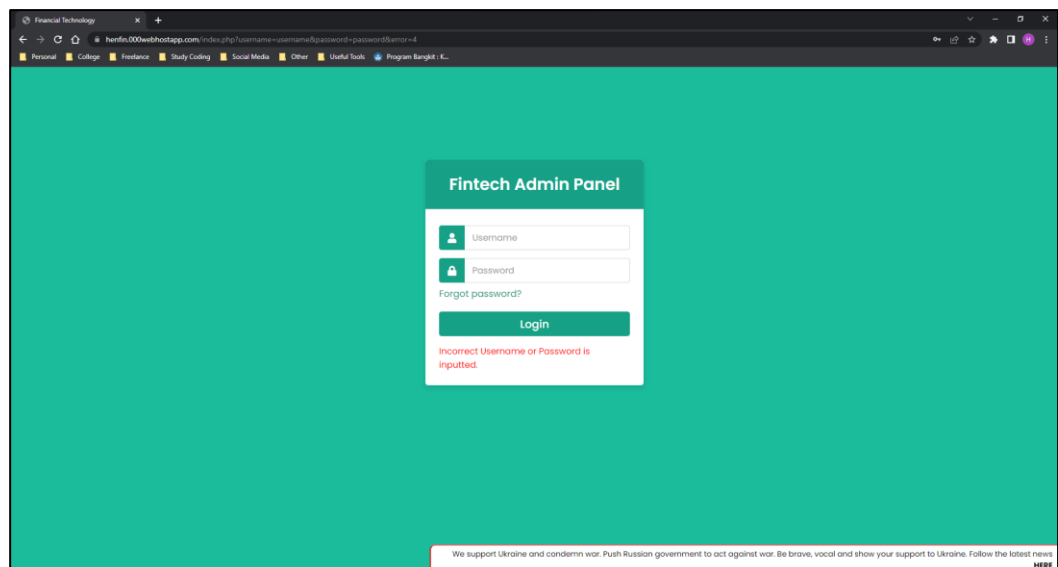 Financial Technology
henfin.000webhostapp.com/index.php?username=username&password=password&error=4
Personal College Freelance Study Coding Social Media Other Useful Tools Program Bangkit : K...
H
Fintech Admin Panel
Username
Password
Forgot password?
Login
Incorrect Username or Password is
inputted.
We support Ukraine and condemn war. Push Russian government to act against war. Be brave, vocal and show your support to Ukraine. Follow the latest news
HERE